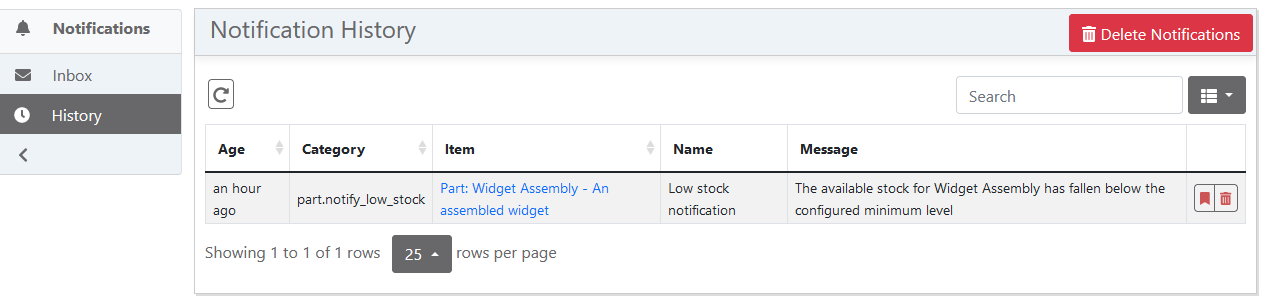 Notifications
Inbox
History
Notification History
Delete Notifications
Search
Age Category Item Name Message
an hour ago part.notify_low_stock Part: Widget Assembly - An assembled widget Low stock notification The available stock for Widget Assembly has fallen below the configured minimum level
Showing 1 to 1 of 1 rows 25 rows per page